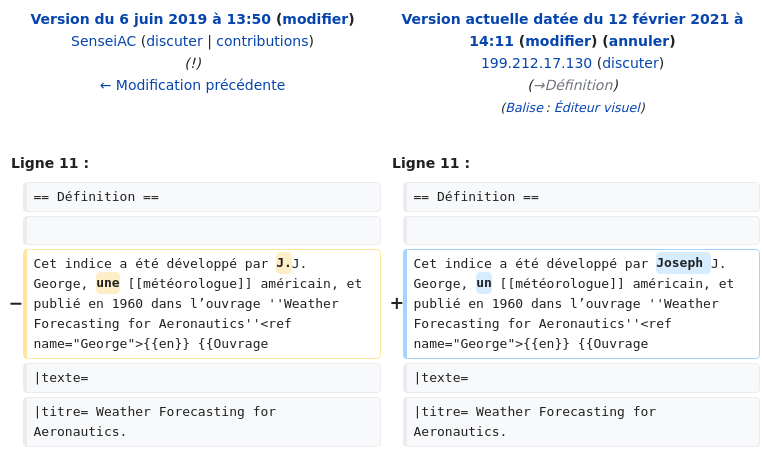 Version du 6 juin 2019 à 13:50 (modifier)
SenseiAC (discuter | contributions)
(!)
← Modification précédente
Version actuelle datée du 12 février 2021 à
14:11 (modifier) (annuler)
199.212.17.130 (discuter)
(→Définition)
(Balise : Éditeur visuel)
Ligne 11 :
== Définition ==
− Cet indice a été développé par J.J.
George, une [[météorologue]] américain, et
publié en 1960 dans l’ouvrage ''Weather
Forecasting for Aeronautics''<ref
name="George">{{en}} {{Ouvrage
|texte=
|titre= Weather Forecasting for
Aeronautics.
Ligne 11 :
== Définition ==
+ Cet indice a été développé par Joseph J.
George, un [[météorologue]] américain, et
publié en 1960 dans l’ouvrage ''Weather
Forecasting for Aeronautics''<ref
name="George">{{en}} {{Ouvrage
|texte=
|titre= Weather Forecasting for
Aeronautics.